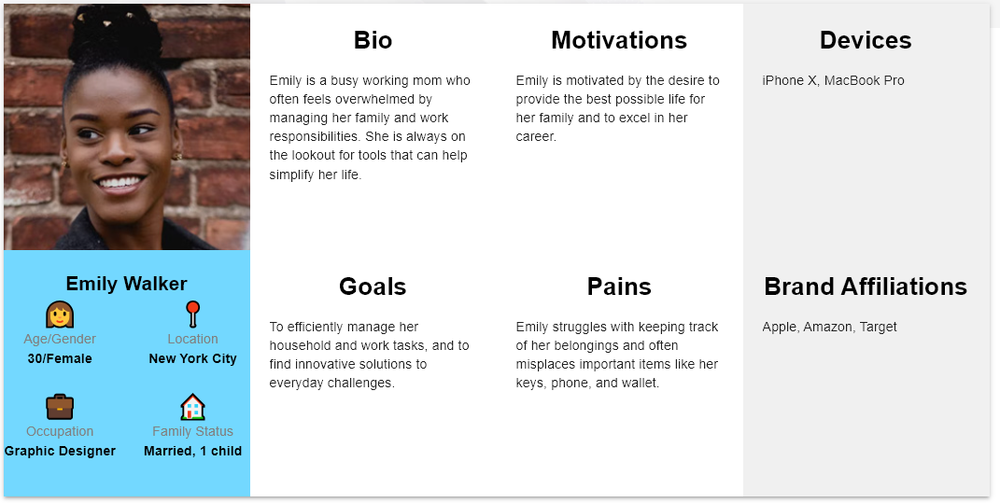 Bio
Emily is a busy working mom who
often feels overwhelmed by
managing her family and work
responsibilities. She is always on
the lookout for tools that can help
simplify her life.
Motivations
Emily is motivated by the desire to
provide the best possible life for
her family and to excel in her
career.
Devices
iPhone X, MacBook Pro
Emily Walker
Age/Gender
30/Female
Location
New York City
Occupation
Graphic Designer
Family Status
Married, 1 child
Goals
To efficiently manage her
household and work tasks, and to
find innovative solutions to
everyday challenges.
Pains
Emily struggles with keeping track
of her belongings and often
misplaces important items like her
keys, phone, and wallet.
Brand Affiliations
Apple, Amazon, Target